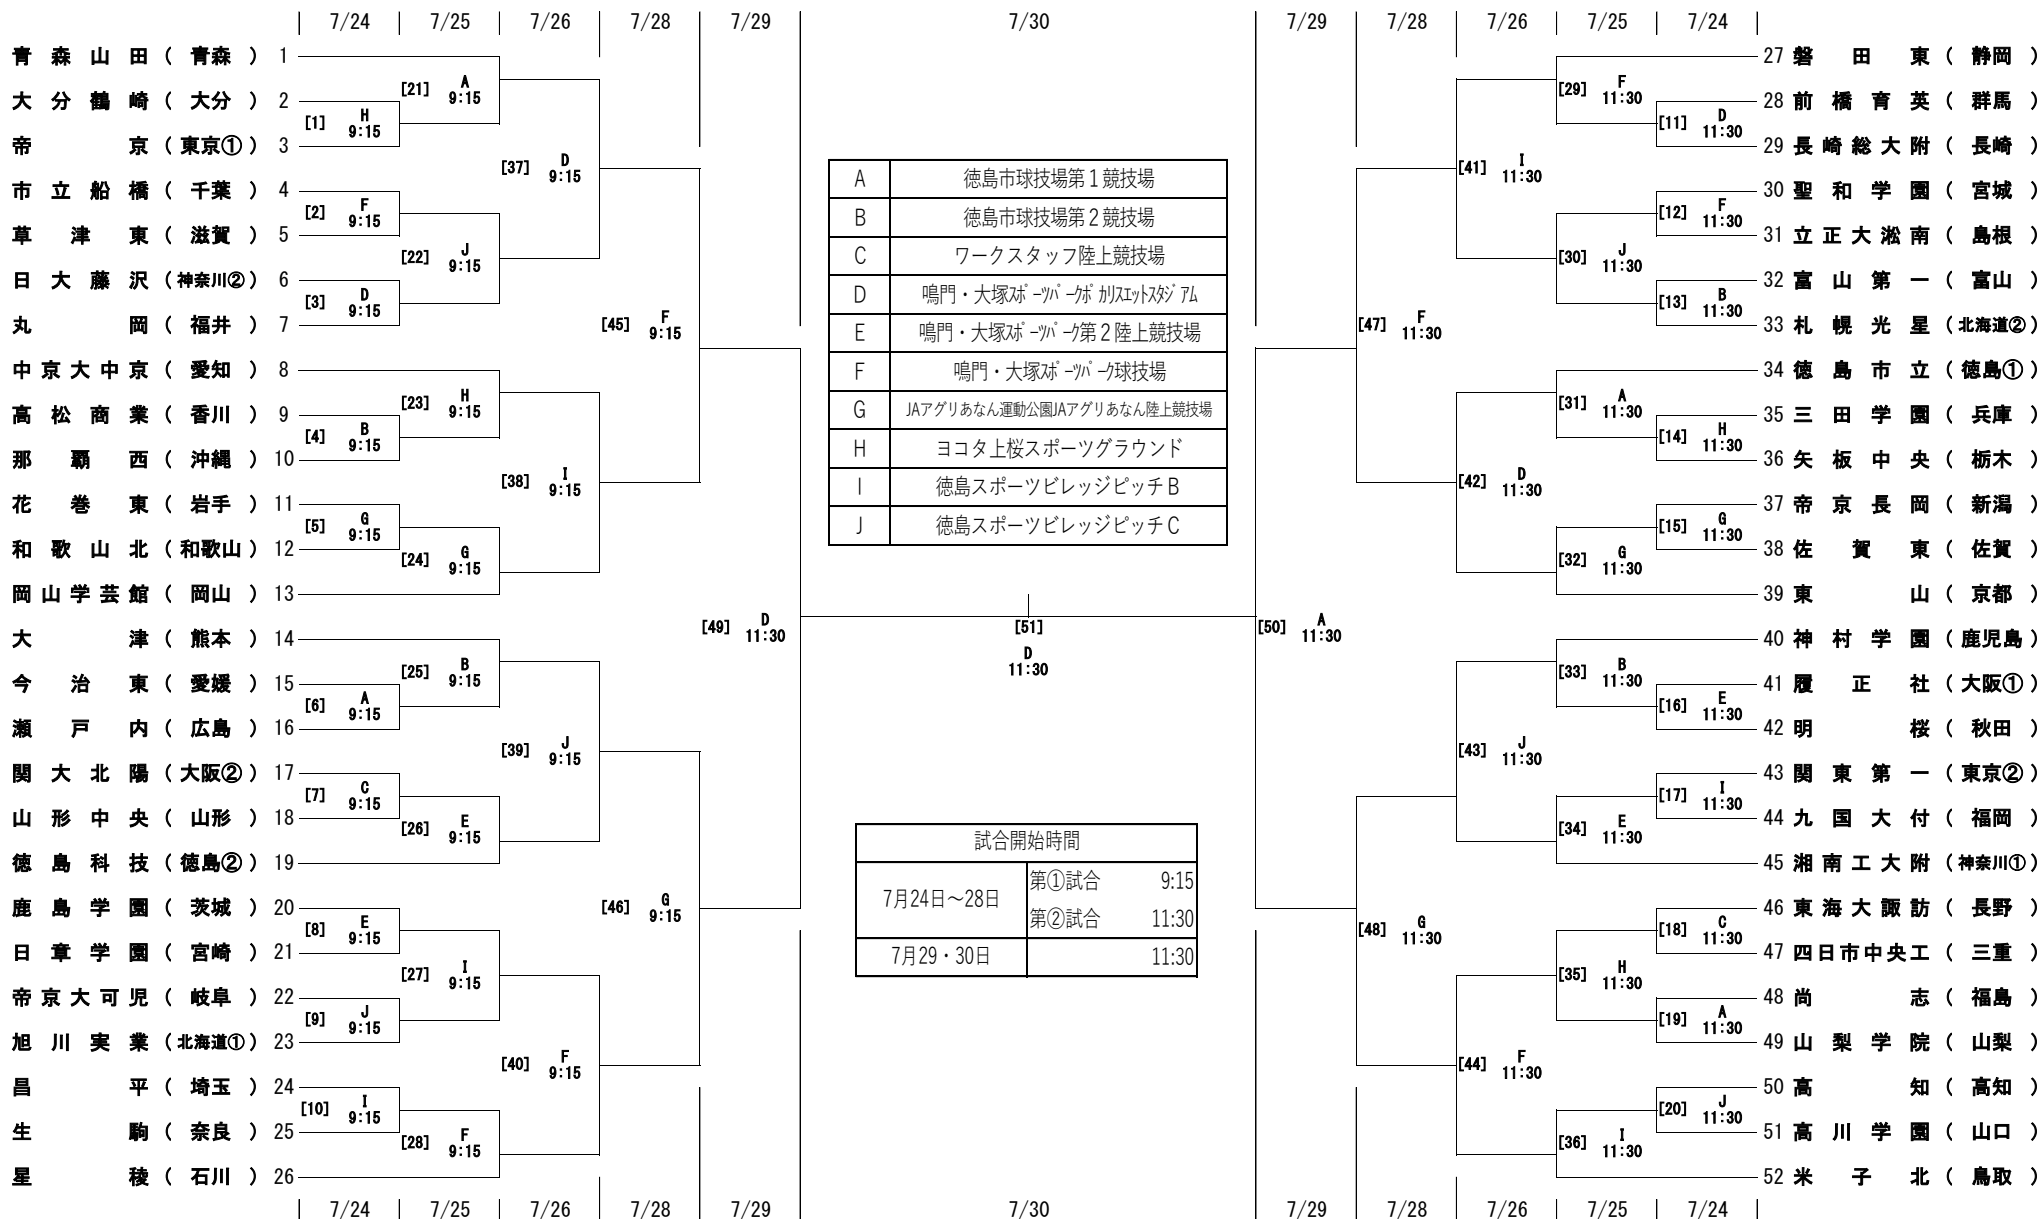 7/24 7/25 7/26 7/28 7/29 7/30 7/29 7/28 7/26 7/25 7/24
青森山田 （ 青森 ） 1
大分鶴崎 （ 大分 ） 2
帝京 （ 東京① ） 3
市立船橋 （ 千葉 ） 4
草津東 （ 滋賀 ） 5
日大藤沢 （神奈川②） 6
丸岡 （ 福井 ） 7
中京大中京 （ 愛知 ） 8
高松商業 （ 香川 ） 9
那覇西 （ 沖縄 ） 10
花巻東 （ 岩手 ） 11
和歌山北 （ 和歌山 ） 12
岡山学芸館 （ 岡山 ） 13
大津 （ 熊本 ） 14
今治東 （ 愛媛 ） 15
瀬戸内 （ 広島 ） 16
関大北陽 （ 大阪② ） 17
山形中央 （ 山形 ） 18
徳島科技 （ 徳島② ） 19
鹿島学園 （ 茨城 ） 20
日章学園 （ 宮崎 ） 21
帝京大可児 （ 岐阜 ） 22
旭川実業 （北海道①） 23
昌平 （ 埼玉 ） 24
生駒 （ 奈良 ） 25
星稜 （ 石川 ） 26
[1] H 9:15
[2] F 9:15
[3] D 9:15
[4] B 9:15
[5] G 9:15
[6] A 9:15
[7] C 9:15
[8] E 9:15
[9] J 9:15
[10] I 9:15
[21] A 9:15
[22] J 9:15
[23] H 9:15
[24] G 9:15
[25] B 9:15
[26] E 9:15
[27] I 9:15
[28] F 9:15
[37] D 9:15
[38] I 9:15
[39] J 9:15
[40] F 9:15
[45] F 9:15
[46] G 9:15
[49] D 11:30
A 徳島市球技場第１競技場
B 徳島市球技場第２競技場
C ワークスタッフ陸上競技場
D 鳴門・大塚ｽﾎﾟｰﾂﾊﾟｰｸﾎﾟｶﾘｽｴｯﾄｽﾀｼﾞｱﾑ
E 鳴門・大塚ｽﾎﾟｰﾂﾊﾟｰｸ第２陸上競技場
F 鳴門・大塚ｽﾎﾟｰﾂﾊﾟｰｸ球技場
G JAアグリあなん運動公園JAアグリあなん陸上競技場
H ヨコタ上桜スポーツグラウンド
I 徳島スポーツビレッジピッチＢ
J 徳島スポーツビレッジピッチＣ
[51]
D
11:30
試合開始時間
7月24日～28日 第①試合 9:15
第②試合 11:30
7月29・30日 11:30
[50] A 11:30
[47] F 11:30
[48] G 11:30
[41] I 11:30
[42] D 11:30
[43] J 11:30
[44] F 11:30
[29] F 11:30
[30] J 11:30
[31] A 11:30
[32] G 11:30
[33] B 11:30
[34] E 11:30
[35] H 11:30
[36] I 11:30
[11] D 11:30
[12] F 11:30
[13] B 11:30
[14] H 11:30
[15] G 11:30
[16] E 11:30
[17] I 11:30
[18] C 11:30
[19] A 11:30
[20] J 11:30
27 磐田東 （ 静岡 ）
28 前橋育英 （ 群馬 ）
29 長崎総大附 （ 長崎 ）
30 聖和学園 （ 宮城 ）
31 立正大淞南 （ 島根 ）
32 富山第一 （ 富山 ）
33 札幌光星 （北海道②）
34 徳島市立 （ 徳島① ）
35 三田学園 （ 兵庫 ）
36 矢板中央 （ 栃木 ）
37 帝京長岡 （ 新潟 ）
38 佐賀東 （ 佐賀 ）
39 東山 （ 京都 ）
40 神村学園 （ 鹿児島 ）
41 履正社 （ 大阪① ）
42 明桜 （ 秋田 ）
43 関東第一 （ 東京② ）
44 九国大付 （ 福岡 ）
45 湘南工大附 （神奈川①）
46 東海大諏訪 （ 長野 ）
47 四日市中央工 （ 三重 ）
48 尚志 （ 福島 ）
49 山梨学院 （ 山梨 ）
50 高知 （ 高知 ）
51 高川学園 （ 山口 ）
52 米子北 （ 鳥取 ）
7/24 7/25 7/26 7/28 7/29 7/30 7/29 7/28 7/26 7/25 7/24